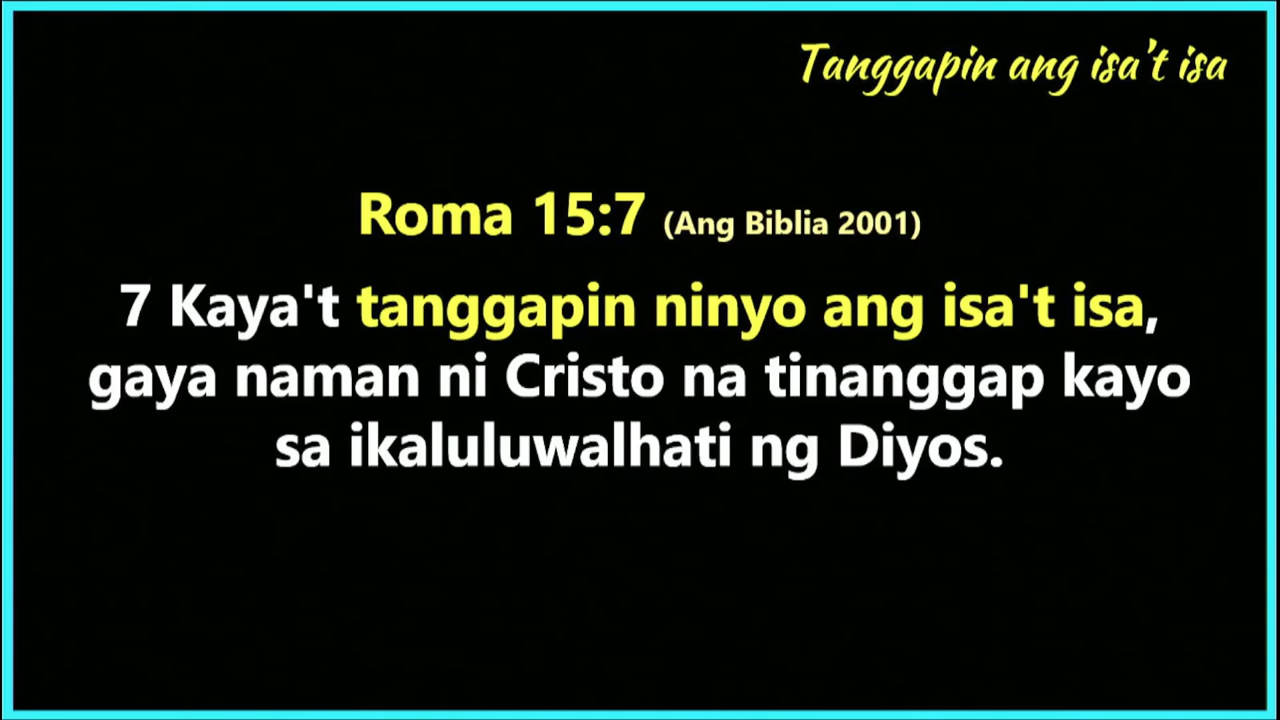 Tanggapin ang isa't isa
Roma 15:7 (Ang Biblia 2001)
7 Kaya't tanggapin ninyo ang isa't isa,
gaya naman ni Cristo na tinanggap kayo
sa ikaluluwalhati ng Diyos.